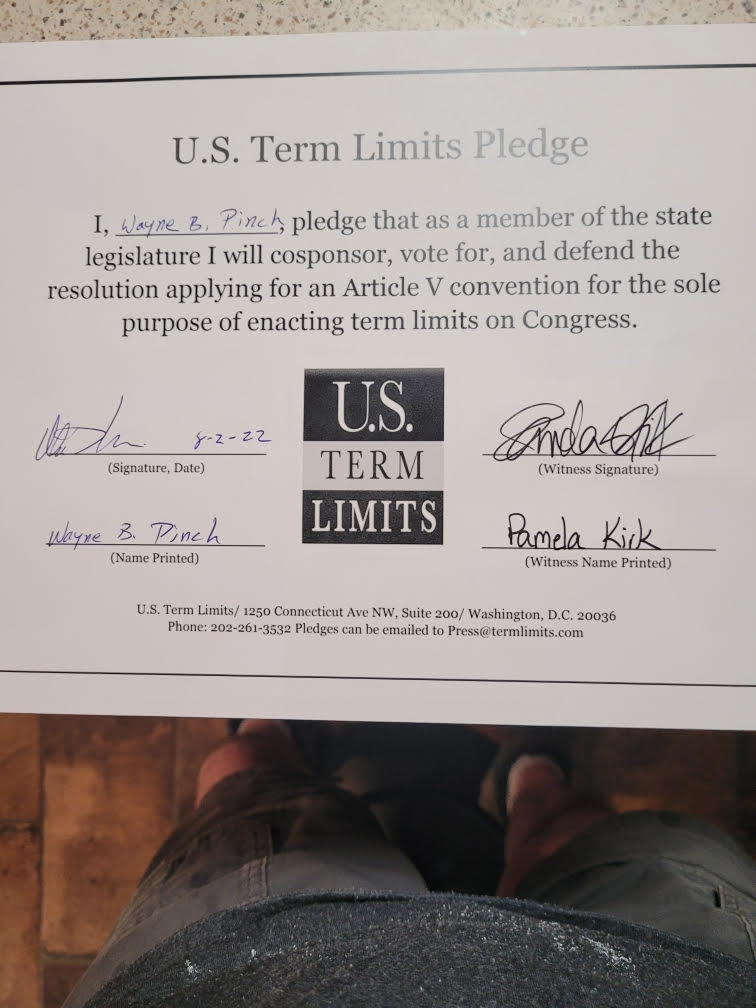 U.S. Term Limits Pledge
I, Wayne B. Pinch, pledge that as a member of the state
legislature I will cosponsor, vote for, and defend the
resolution applying for an Article V convention for the sole
purpose of enacting term limits on Congress.
8-2-22
(Signature, Date)
Wayne B. Pinch
(Name Printed)
U.S.
TERM
LIMITS
(Witness Signature)
Pamela Kirk
(Witness Name Printed)
U.S. Term Limits/ 1250 Connecticut Ave NW, Suite 200/ Washington, D.C. 20036
Phone: 202-261-3532 Pledges can be emailed to Press@termlimits.com